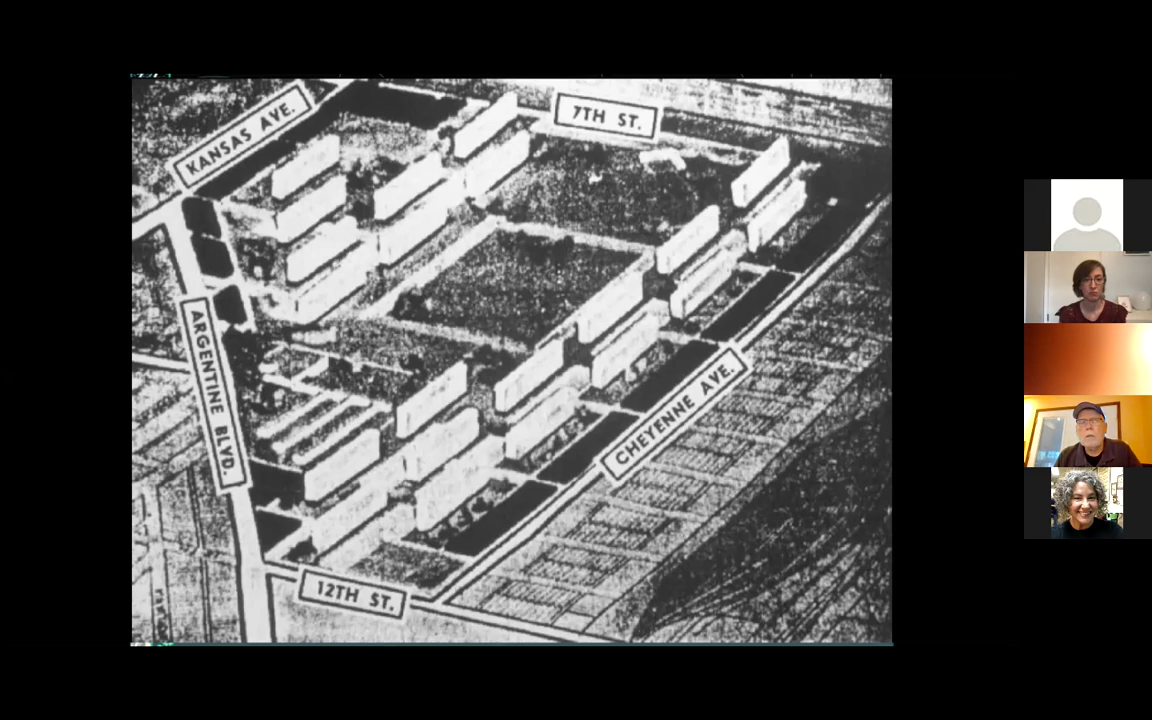 KANSAS AVE.
7TH ST.
ARGENTINE BLVD.
CHEYENNE AVE.
12TH ST.